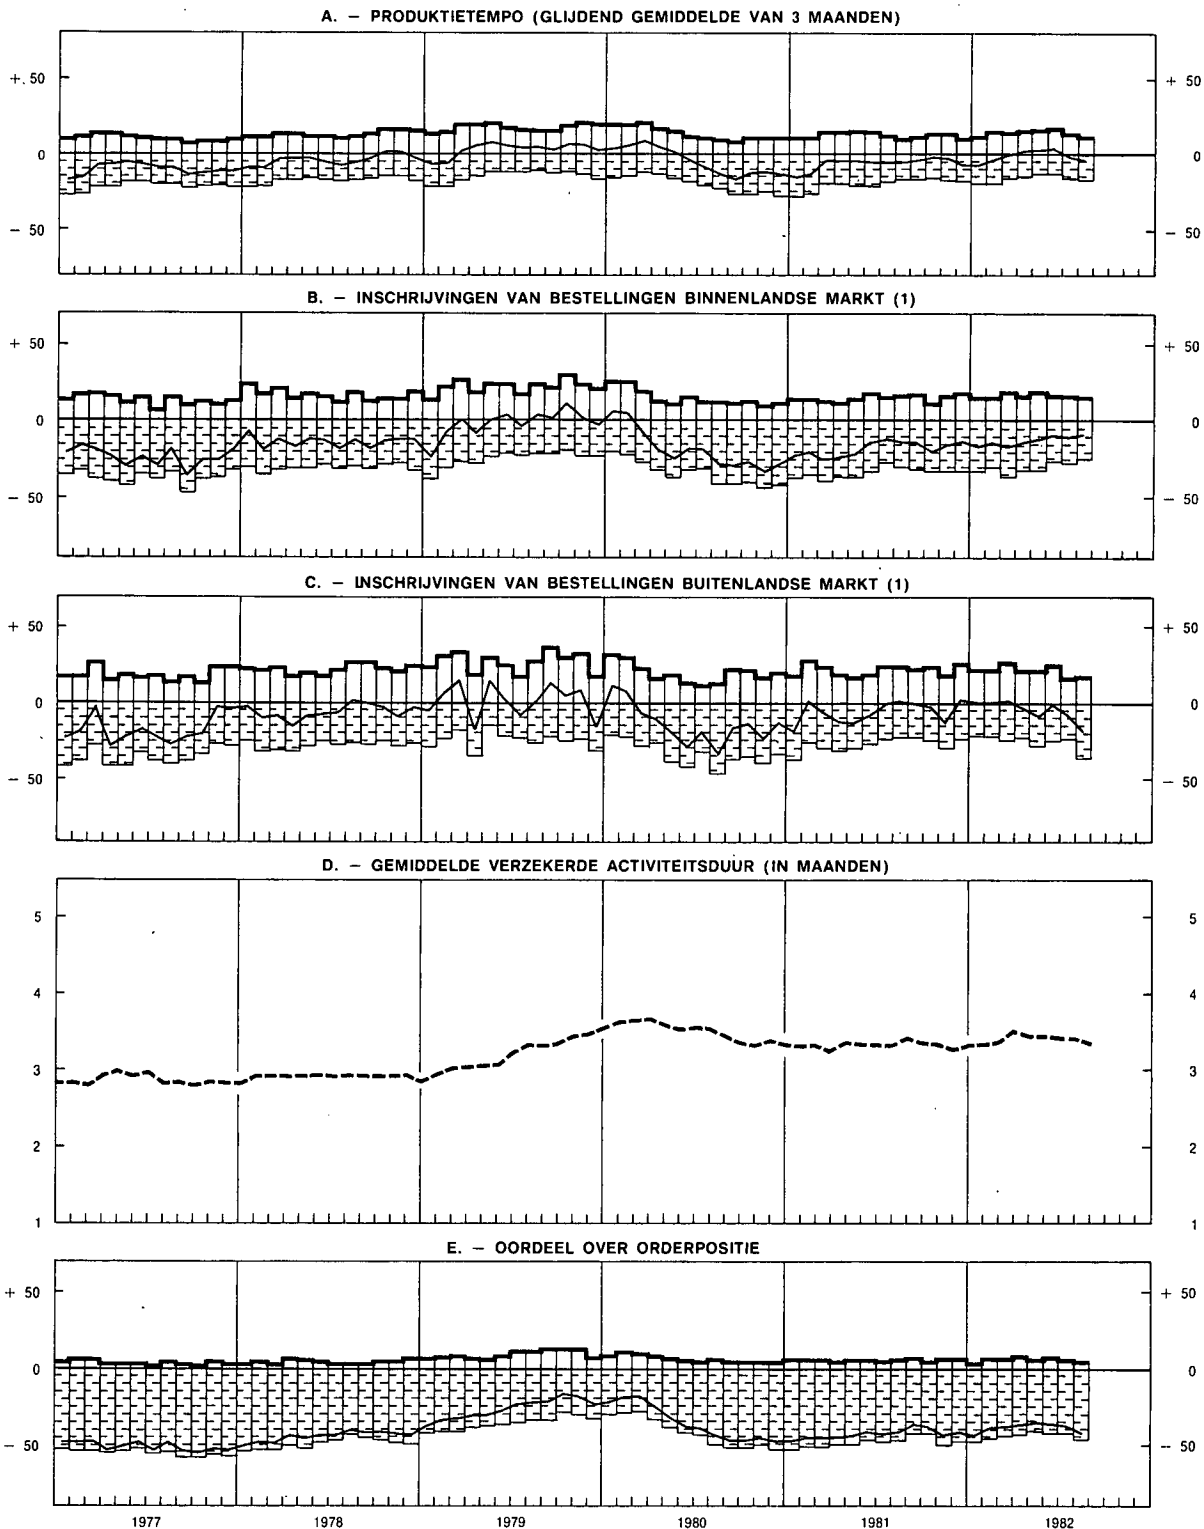 A. – PRODUKTIETEMPO (GLIJDEND GEMIDDELDE VAN 3 MAANDEN)
+. 50 + 50
0 0
– 50 – 50
B. – INSCHRIJVINGEN VAN BESTELLINGEN BINNENLANDSE MARKT (1)
+ 50 + 50
0 0
– 50 – 50
C. – INSCHRIJVINGEN VAN BESTELLINGEN BUITENLANDSE MARKT (1)
+ 50 + 50
0 0
– 50 – 50
D. – GEMIDDELDE VERZEKERDE ACTIVITEITSDUUR (IN MAANDEN)
5 5
4 4
3 3
2 2
1 1
E. – OORDEEL OVER ORDERPOSITIE
+ 50 + 50
0 0
– 50 – 50
1977 1978 1979 1980 1981 1982